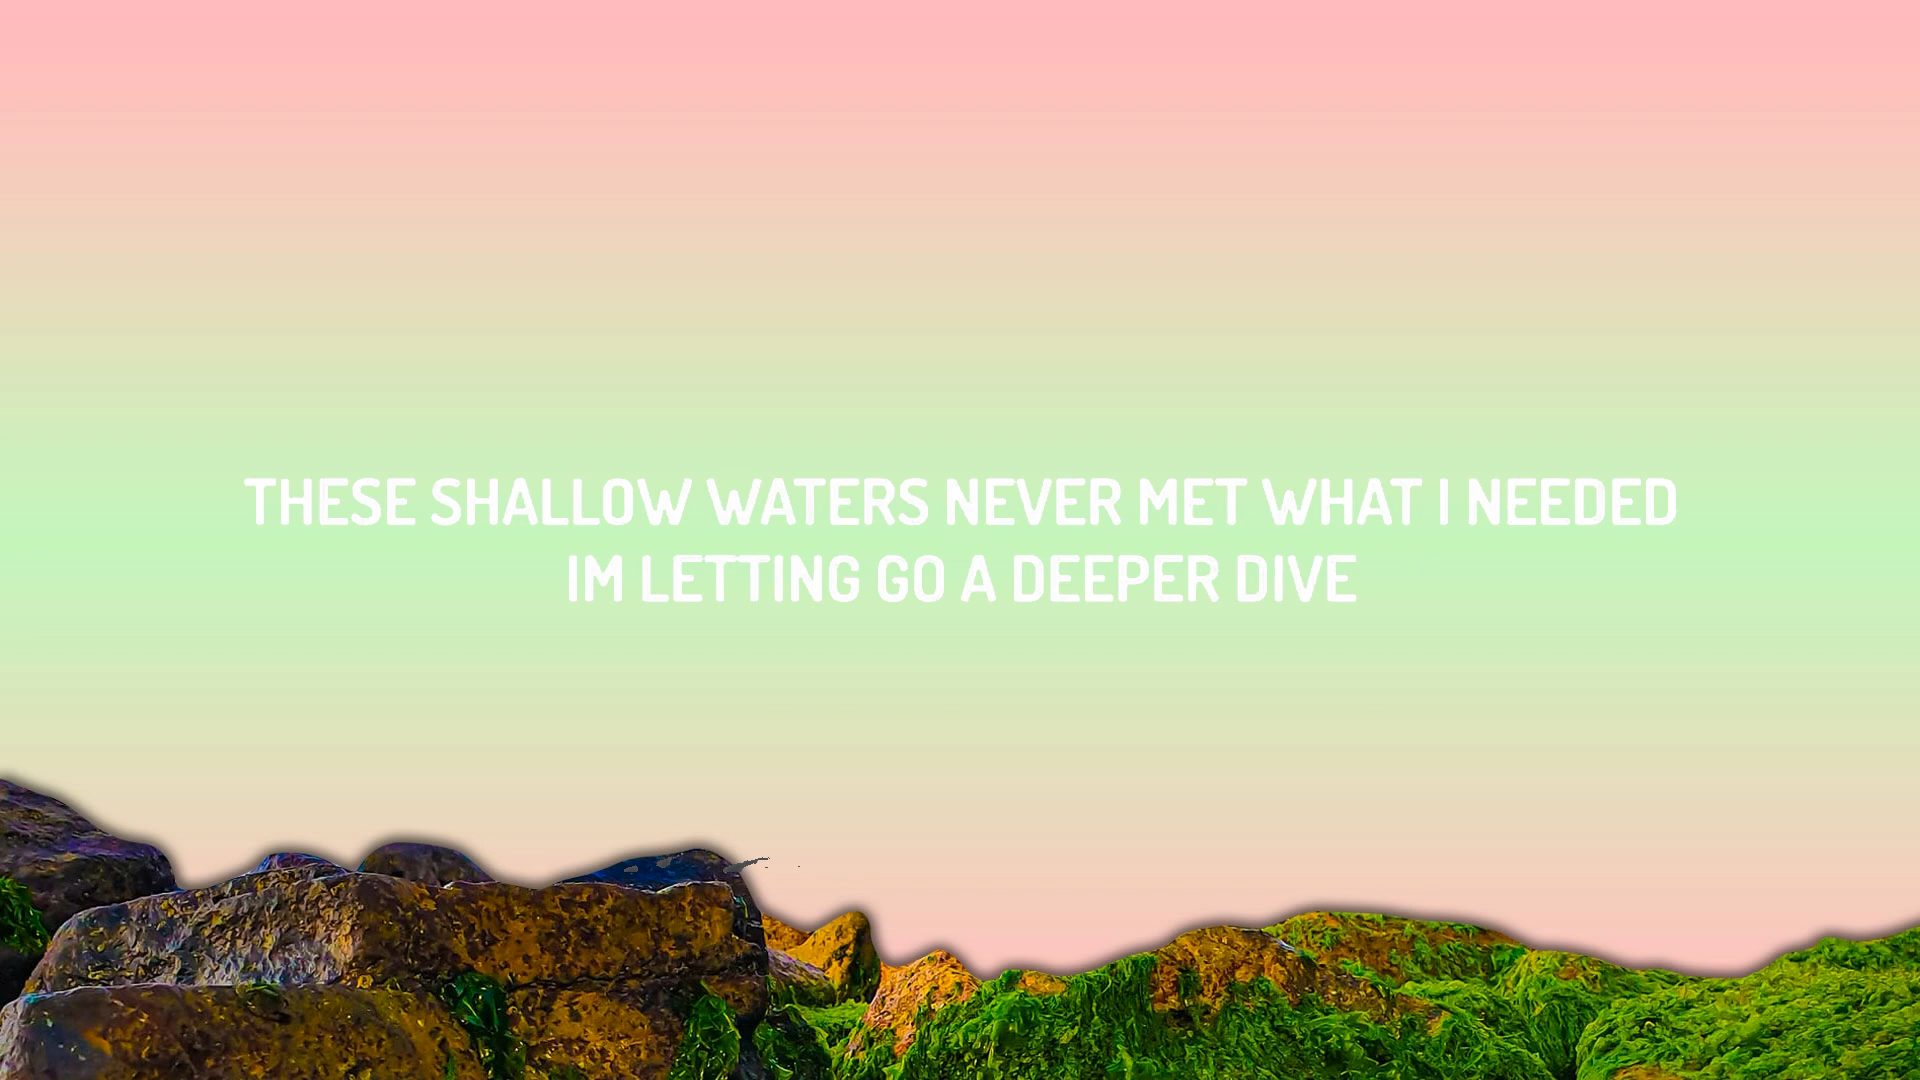 THESE SHALLOW WATERS NEVER MET WHAT I NEEDED
IM LETTING GO A DEEPER DIVE